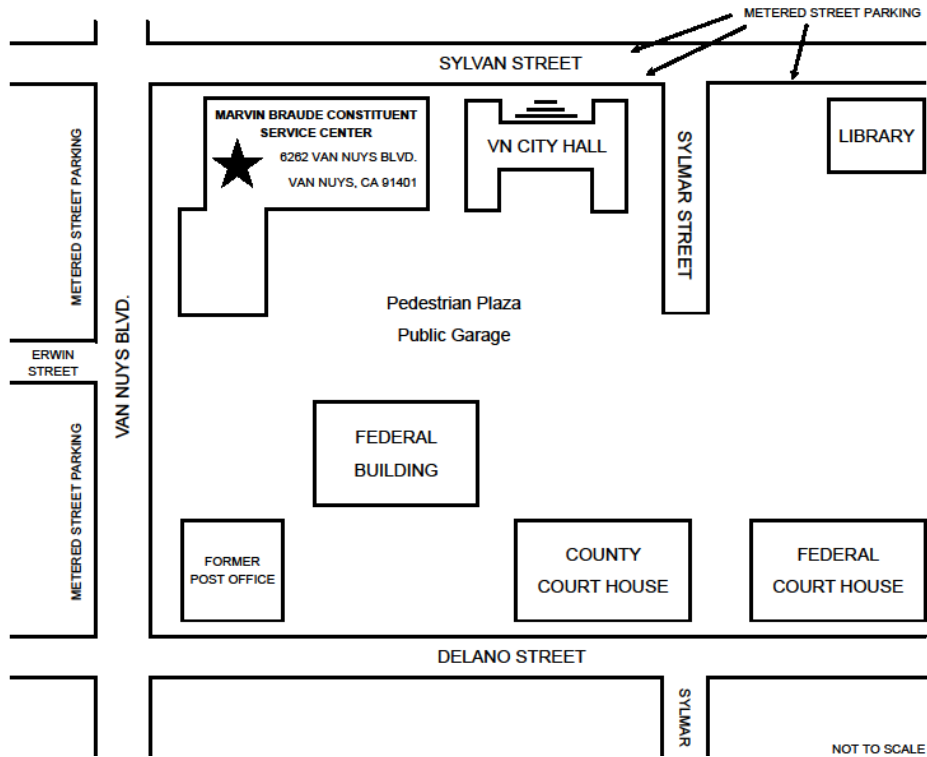 METERED STREET PARKING
SYLVAN STREET
MARVIN BRAUDE CONSTITUENT
SERVICE CENTER
6262 VAN NUYS BLVD.
VAN NUYS, CA 91401
VN CITY HALL
SYLMAR STREET
LIBRARY
METERED STREET PARKING
VAN NUYS BLVD.
Pedestrian Plaza
Public Garage
ERWIN
STREET
FEDERAL
BUILDING
METERED STREET PARKING
FORMER
POST OFFICE
COUNTY
COURT HOUSE
FEDERAL
COURT HOUSE
DELANO STREET
SYLMAR
NOT TO SCALE